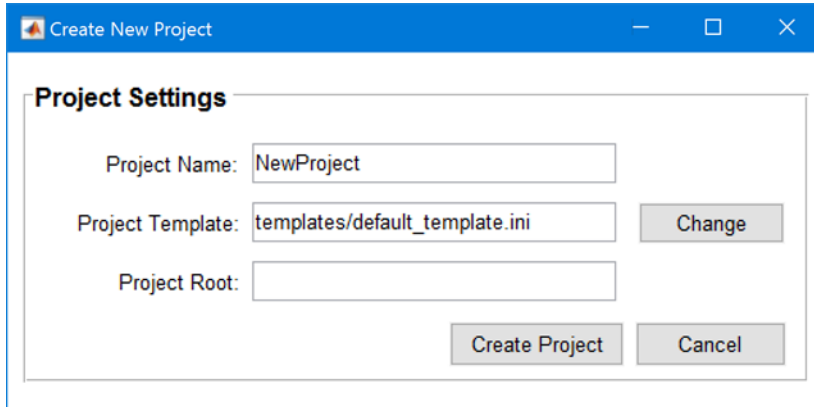 Create New Project
Project Settings
Project Name: NewProject
Project Template: templates/default_template.ini Change
Project Root:
Create Project Cancel